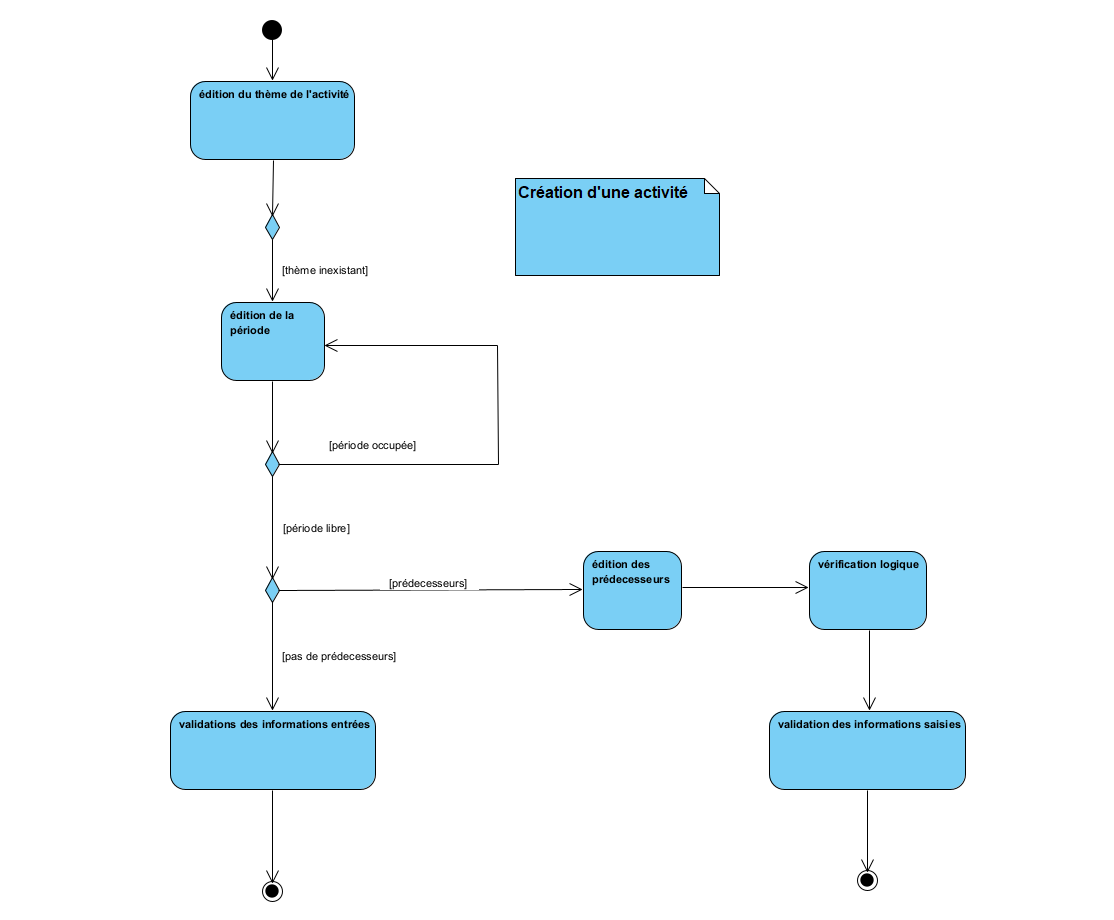 édition du thème de l'activité
Création d'une activité
[thème inexistant]
édition de la
période
[période occupée]
[période libre]
[prédecesseurs]
édition des
prédecesseurs
vérification logique
[pas de prédecesseurs]
validations des informations entrées
validation des informations saisies